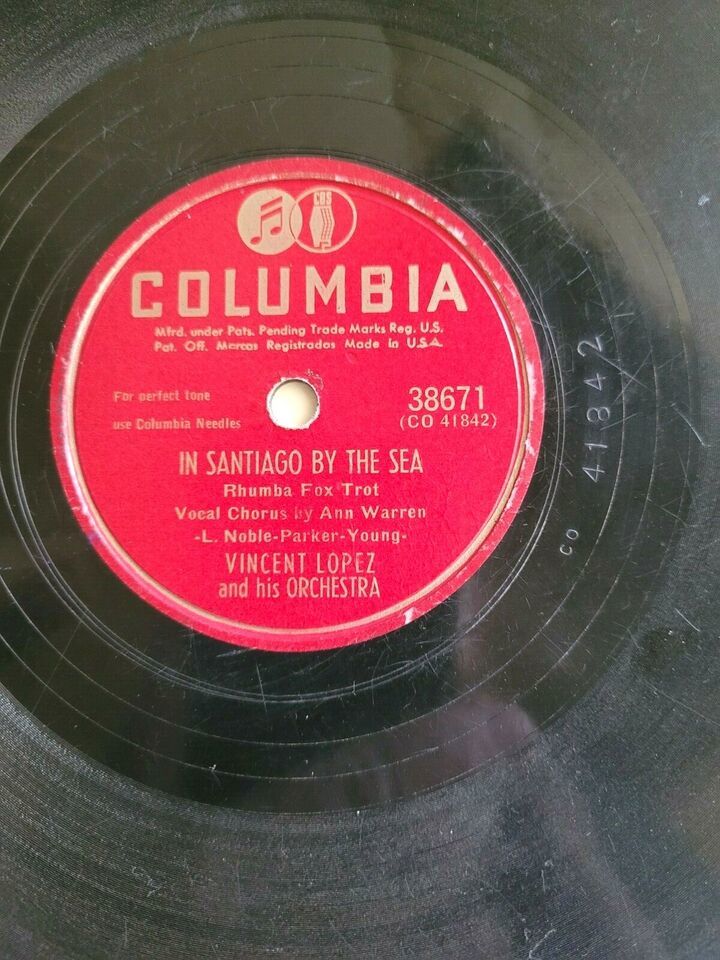 CBS
COLUMBIA
Mfrd. under Pats. Pending Trade Marks Reg. U.S.
Pat. Off. Marcas Registradas Made in U.S.A.
For perfect tone
use Columbia Needles
38671
(CO 41842)
IN SANTIAGO BY THE SEA
Rhumba Fox Trot
Vocal Chorus by Ann Warren
-L. Noble-Parker-Young-
VINCENT LOPEZ
and his ORCHESTRA
CO 41842